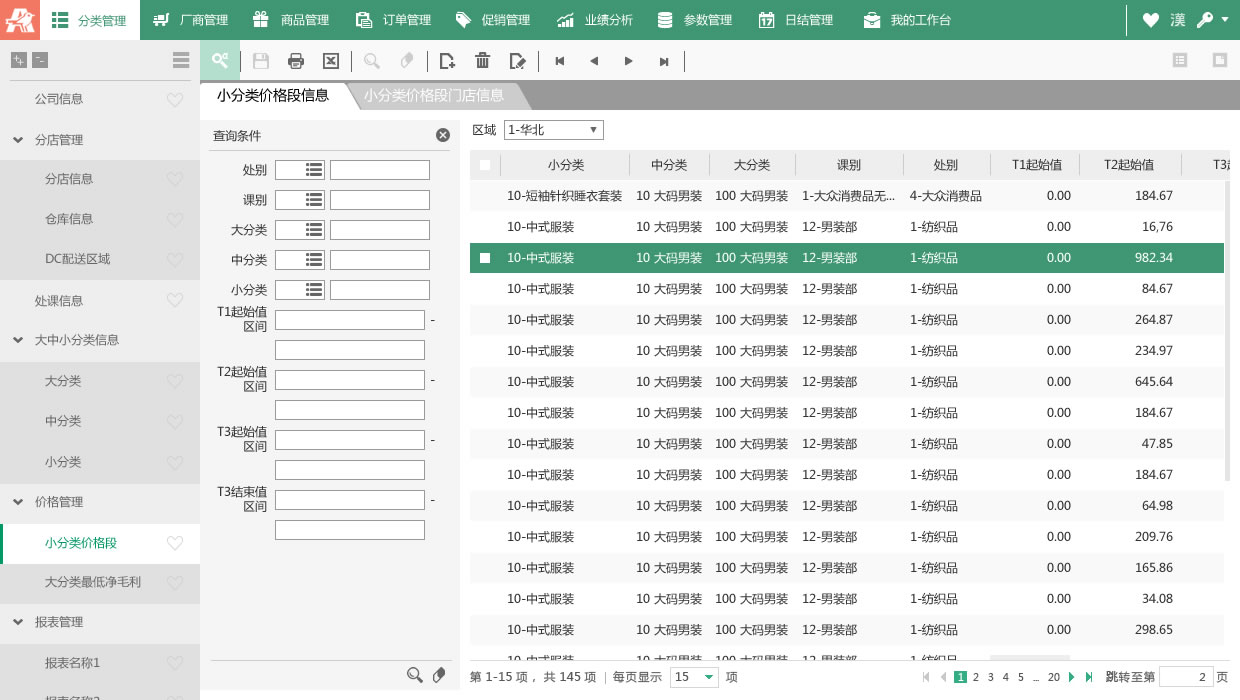 分类管理 厂商管理 商品管理 订单管理 促销管理 业绩分析 参数管理 日结管理 我的工作台 漢
公司信息
分店管理
分店信息
仓库信息
DC配送区域
处课信息
大中小分类信息
大分类
中分类
小分类
价格管理
小分类价格段
大分类最低净毛利
报表管理
报表名称1
小分类价格段信息 小分类价格段门店信息
查询条件
处别
课别
大分类
中分类
小分类
T1起始值
区间 -
T2起始值
区间 -
T3起始值
区间 -
T3结束值
区间 -
区域 1-华北
小分类 中分类 大分类 课别 处别 T1起始值 T2起始值
10-短袖针织睡衣套装 10 大码男装 100 大码男装 1-大众消费品无... 4-大众消费品 0.00 184.67
10-中式服装 10 大码男装 100 大码男装 12-男装部 1-纺织品 0.00 16,76
10-中式服装 10 大码男装 100 大码男装 12-男装部 1-纺织品 0.00 982.34
10-中式服装 10 大码男装 100 大码男装 12-男装部 1-纺织品 0.00 84.67
10-中式服装 10 大码男装 100 大码男装 12-男装部 1-纺织品 0.00 264.87
10-中式服装 10 大码男装 100 大码男装 12-男装部 1-纺织品 0.00 234.97
10-中式服装 10 大码男装 100 大码男装 12-男装部 1-纺织品 0.00 645.64
10-中式服装 10 大码男装 100 大码男装 12-男装部 1-纺织品 0.00 184.67
10-中式服装 10 大码男装 100 大码男装 12-男装部 1-纺织品 0.00 47.85
10-中式服装 10 大码男装 100 大码男装 12-男装部 1-纺织品 0.00 184.67
10-中式服装 10 大码男装 100 大码男装 12-男装部 1-纺织品 0.00 64.98
10-中式服装 10 大码男装 100 大码男装 12-男装部 1-纺织品 0.00 209.76
10-中式服装 10 大码男装 100 大码男装 12-男装部 1-纺织品 0.00 165.86
10-中式服装 10 大码男装 100 大码男装 12-男装部 1-纺织品 0.00 34.08
10-中式服装 10 大码男装 100 大码男装 12-男装部 1-纺织品 0.00 298.65
第 1-15 项 ，共 145 项 | 每页显示 15 项 1 2 3 4 5 ... 20 跳转至第 2 页